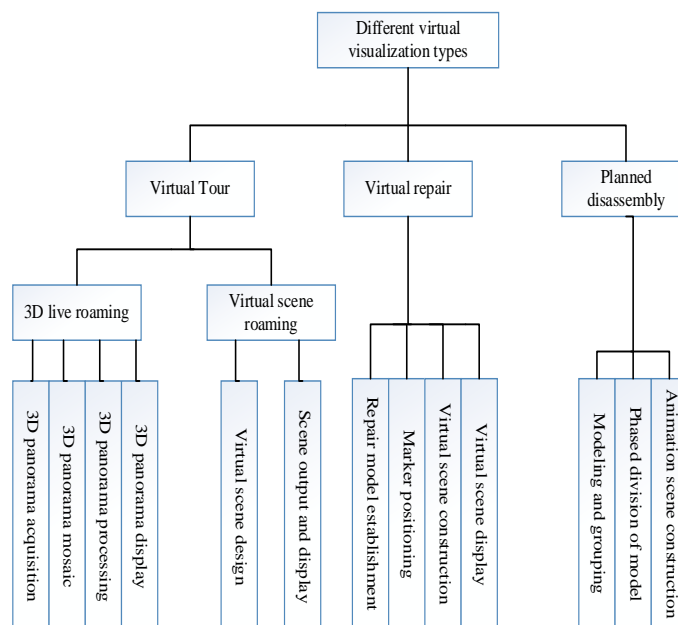 Different virtual
visualization types
Virtual Tour
Virtual repair
Planned
disassembly
3D live roaming
Virtual scene
roaming
3D panorama acquisition
3D panorama mosaic
3D panorama processing
3D panorama display
Virtual scene design
Scene output and display
Repair model establishment
Marker positioning
Virtual scene construction
Virtual scene display
Modeling and grouping
Phased division of model
Animation scene construction